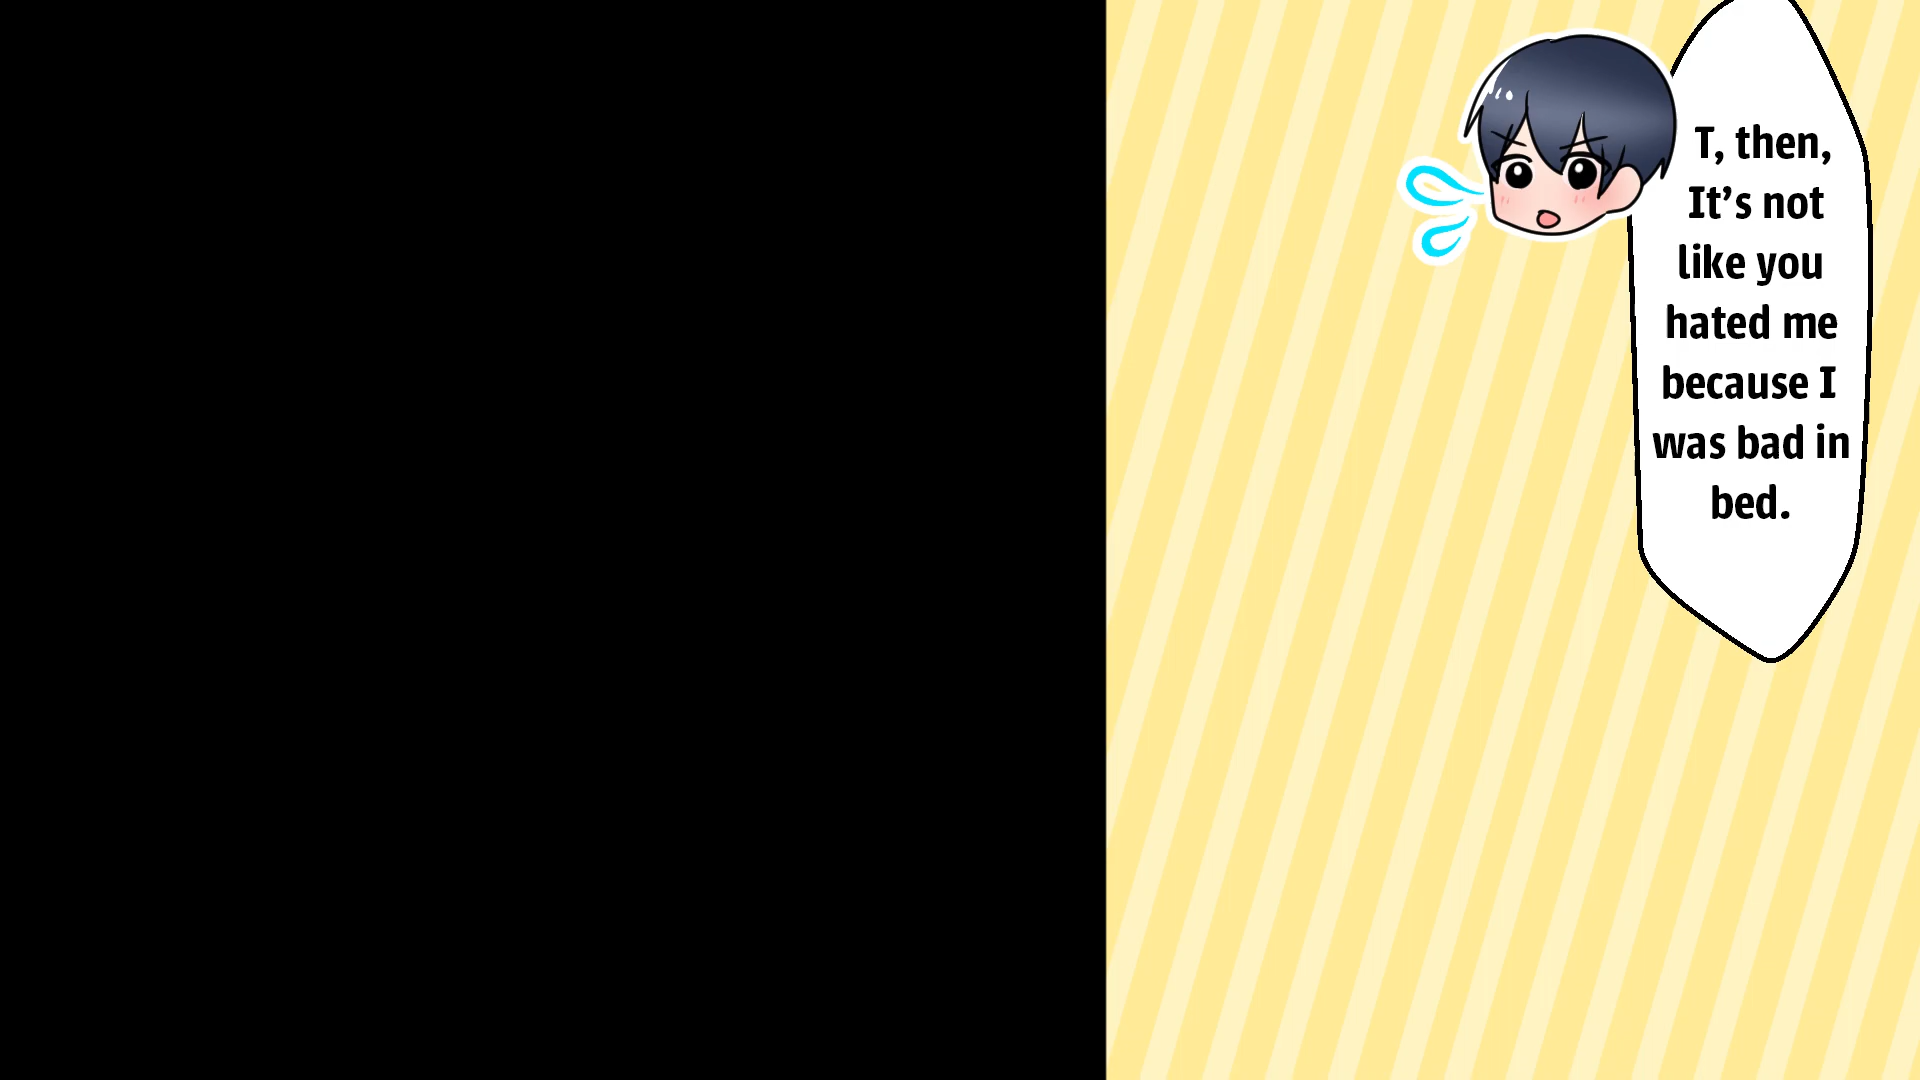 T, then,
It’s not
like you
hated me
because I
was bad in
bed.